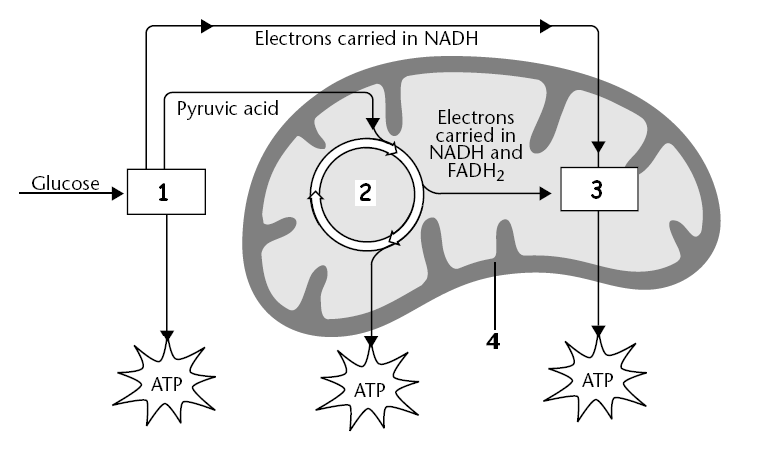 Electrons carried in NADH
Pyruvic acid
Electrons
carried in
NADH and
FADH₂
Glucose
1
2
3
4
ATP
ATP
ATP